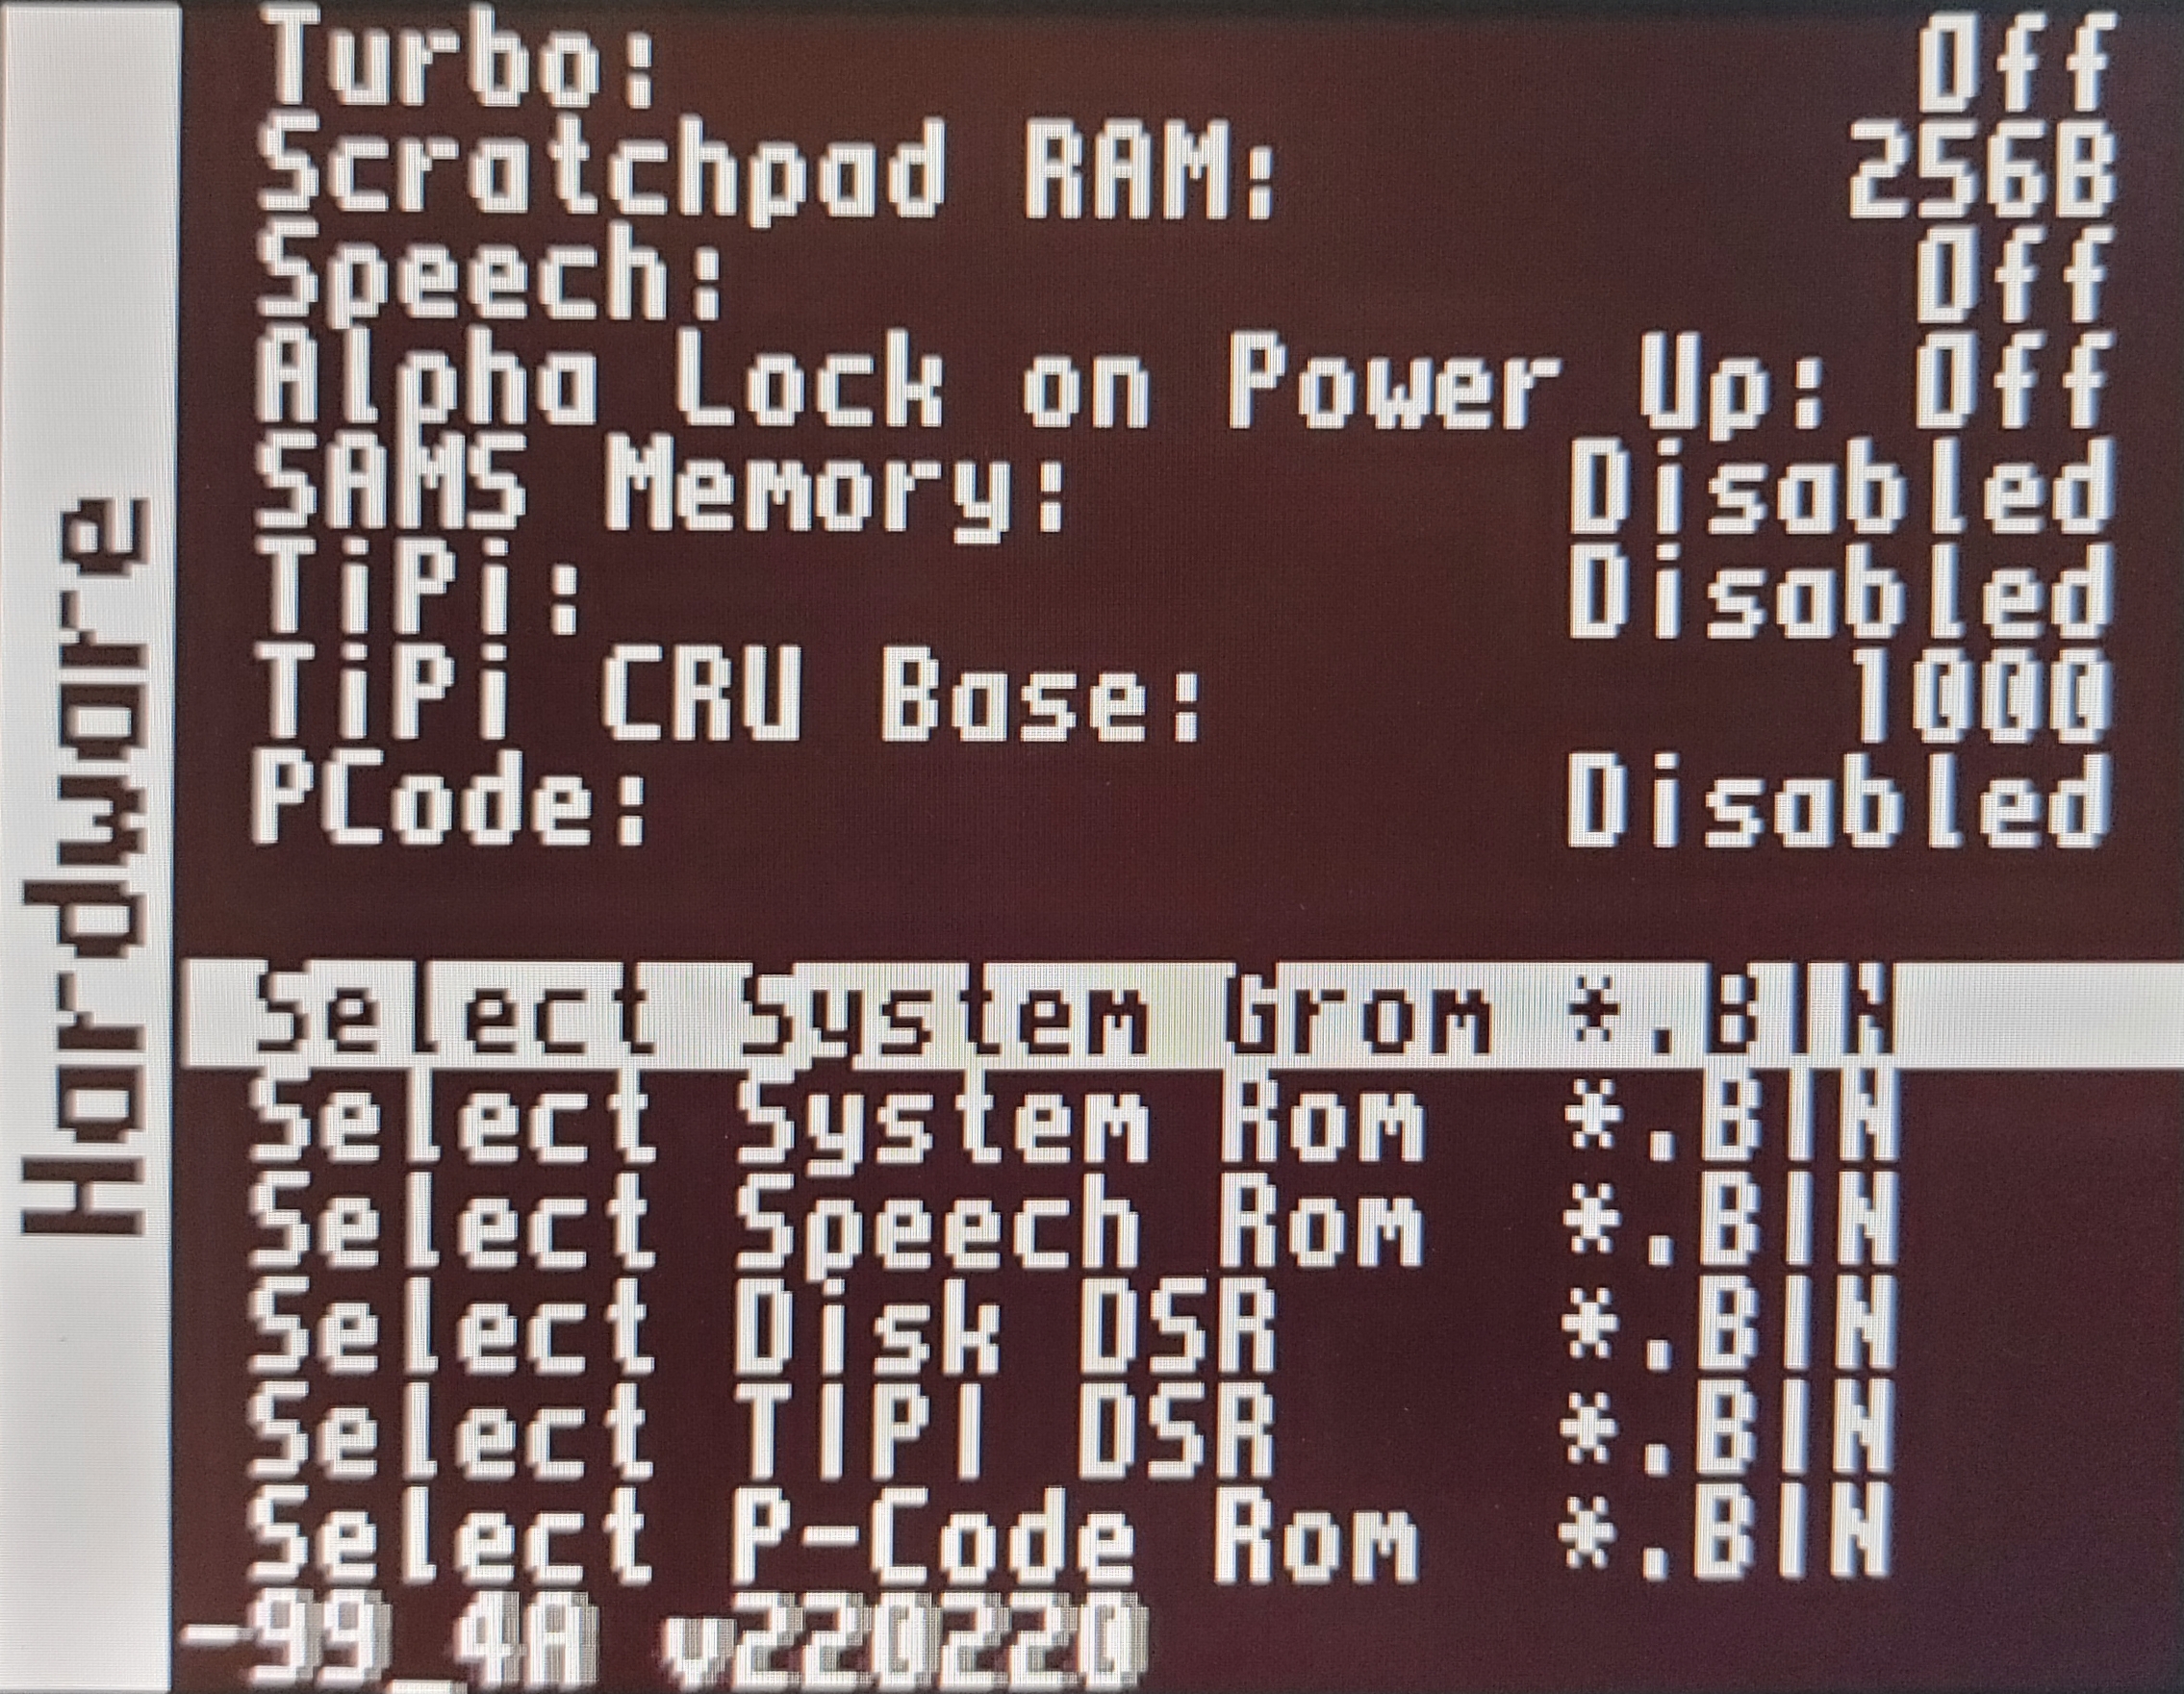 Hardware
Turbo: Off
Scratchpad RAM: 256B
Speech: Off
Alpha Lock on Power Up: Off
SAMS Memory: Disabled
TiPi: Disabled
TiPi CRU Base: 1000
PCode: Disabled
Select System Grom *.BIN
Select System Rom *.BIN
Select Speech Rom *.BIN
Select Disk DSR *.BIN
Select TIPI DSR *.BIN
Select P-Code Rom *.BIN
-99_4A v220220